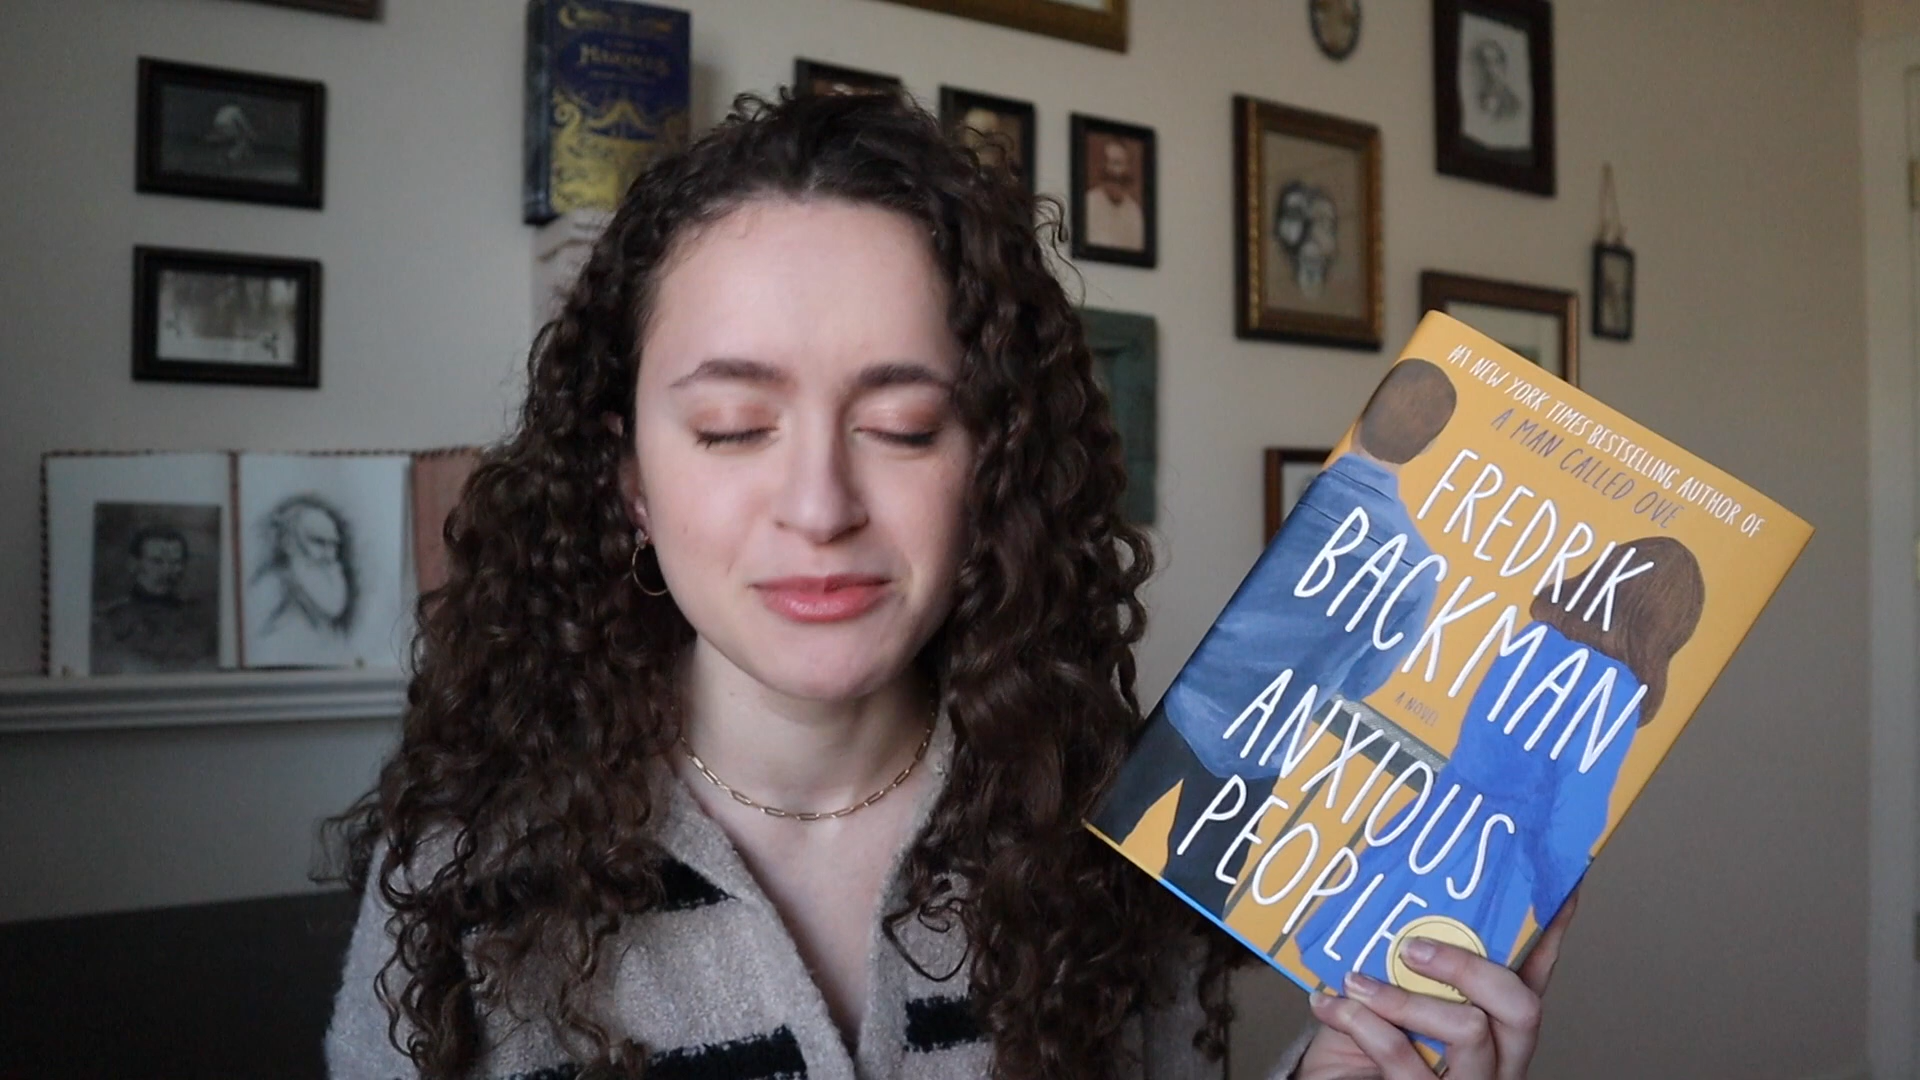 #1 NEW YORK TIMES BESTSELLING AUTHOR OF
A MAN CALLED OVE
FREDRIK
BACKMAN
A NOVEL
ANXIOUS
PEOPLE